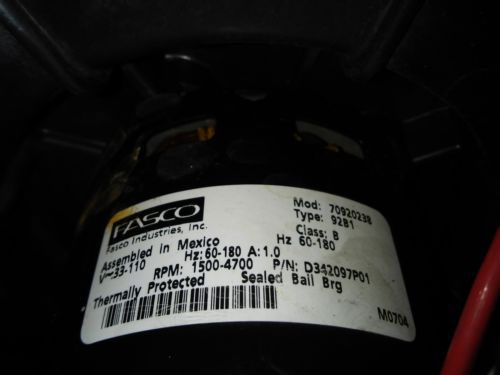 FASCO
Fasco Industries, Inc.
Assembled in Mexico
V~33-110 Hz:60-180 A:1.0
RPM: 1500-4700 P/N: D342097P01
Thermally Protected Sealed Ball Brg
Mod: 70920238
Type: 92B1
Class: B
Hz 60-180
M0704